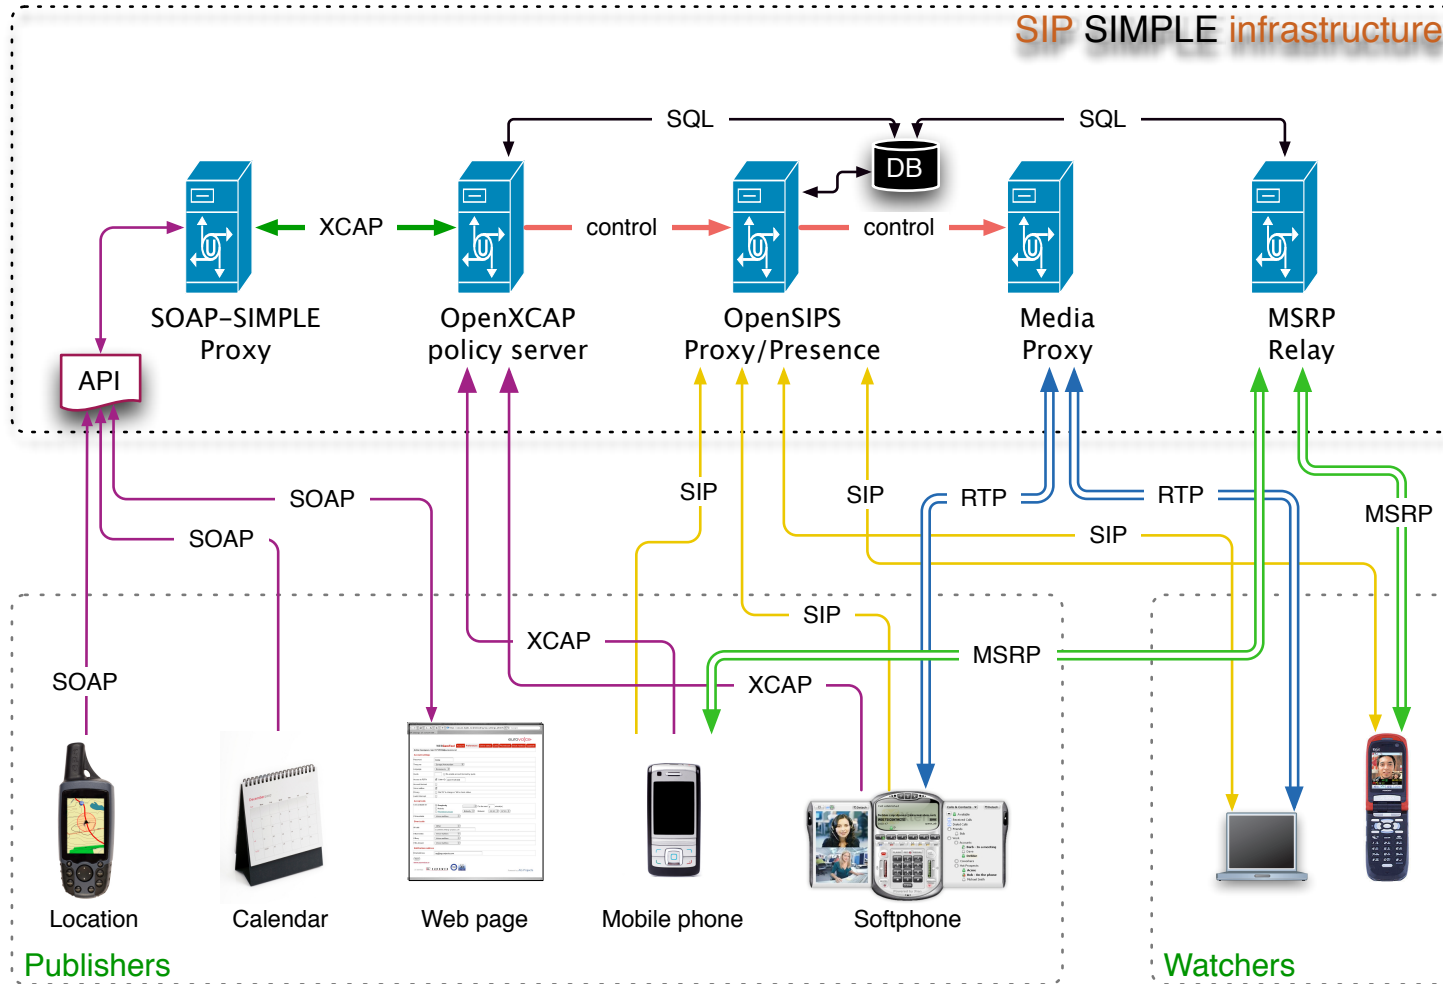 SIP SIMPLE infrastructure
SQL
SQL
DB
XCAP
control
control
SOAP-SIMPLE
Proxy
OpenXCAP
policy server
OpenSIPS
Proxy/Presence
Media
Proxy
MSRP
Relay
API
SOAP
SIP
SIP
RTP
RTP
MSRP
SOAP
SIP
SIP
XCAP
MSRP
SOAP
XCAP
Location
Calendar
Web page
Mobile phone
Softphone
Publishers
Watchers